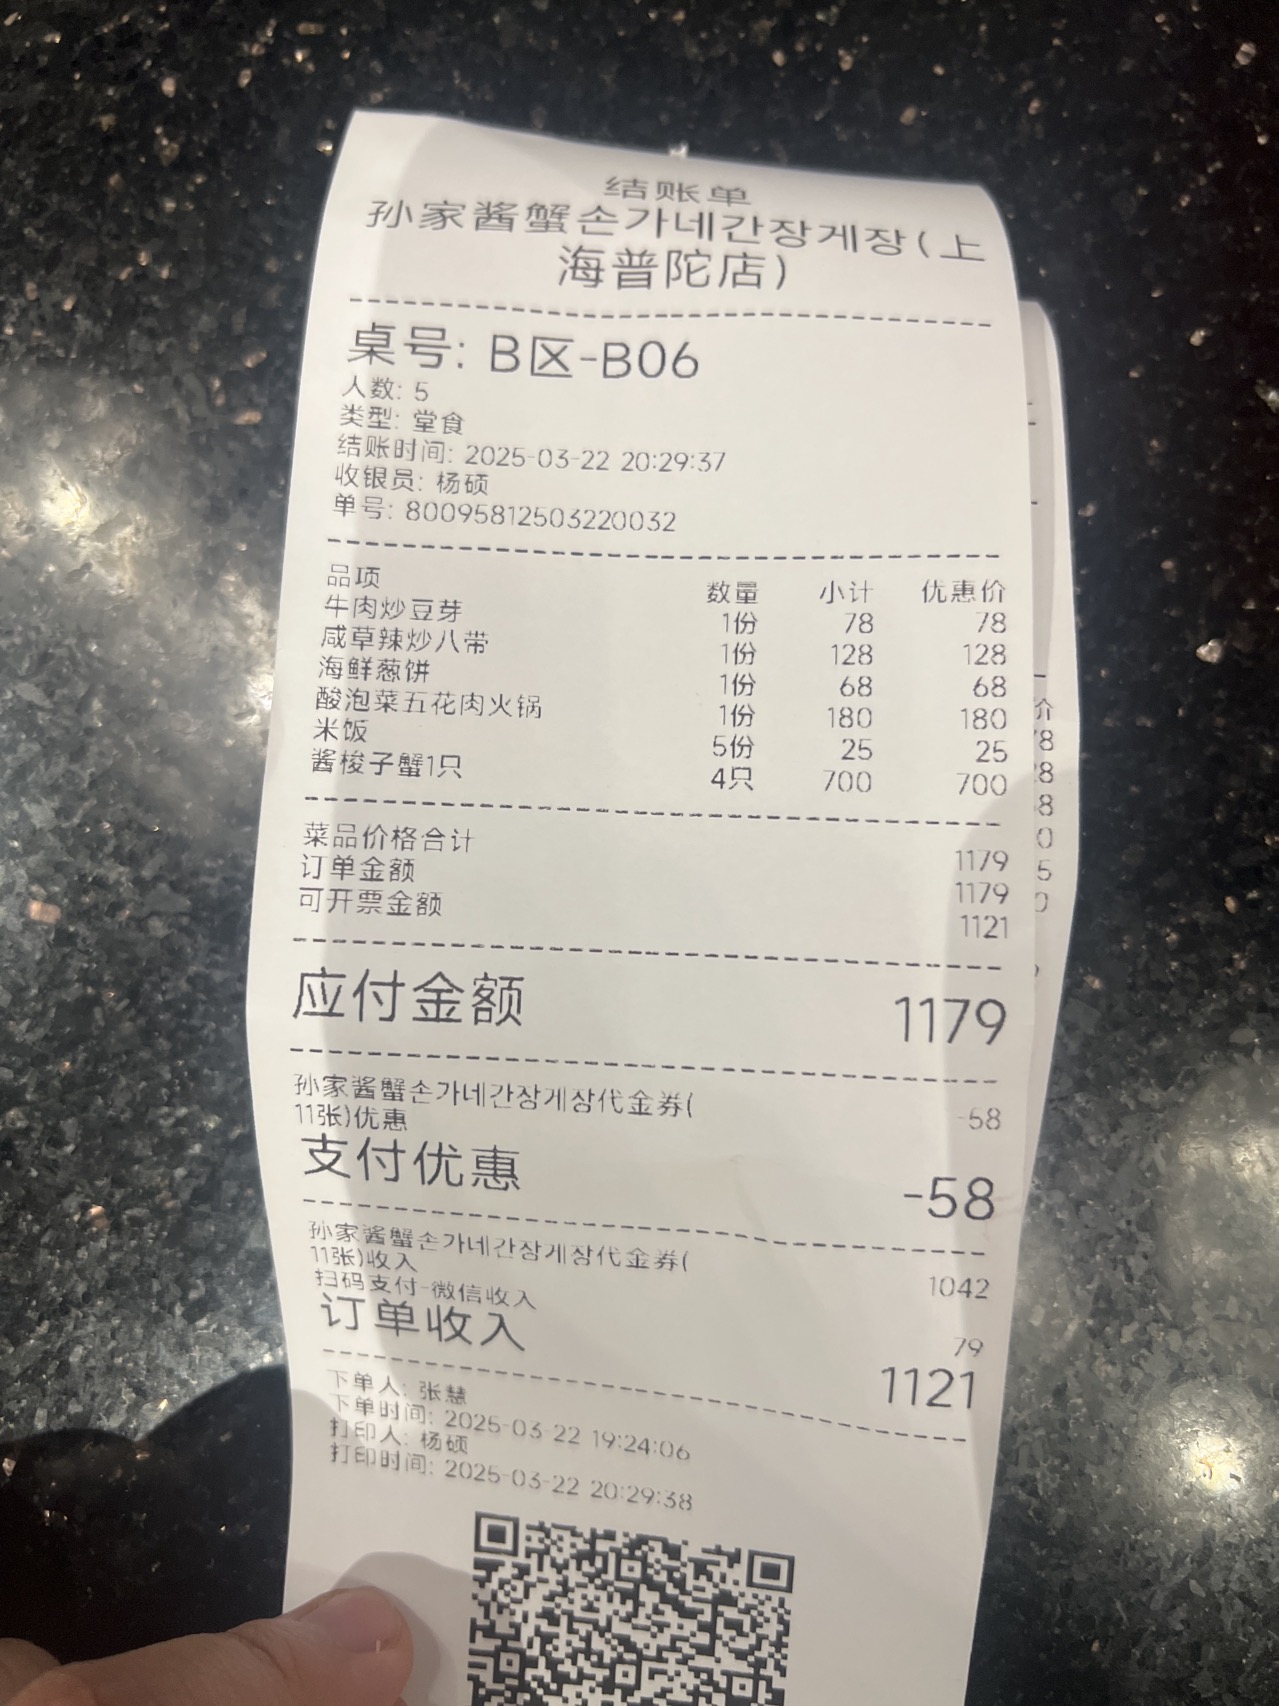 结账单
孙家酱蟹손가네간장게장(上
海普陀店)
桌号: B区-B06
人数: 5
类型: 堂食
结账时间: 2025-03-22 20:29:37
收银员: 杨硕
单号: 80095812503220032
品项 数量 小计 优惠价
牛肉炒豆芽 1份 78 78
咸草辣炒八带 1份 128 128
海鲜葱饼 1份 68 68
酸泡菜五花肉火锅 1份 180 180
米饭 5份 25 25
酱梭子蟹1只 4只 700 700
菜品价格合计 1179
订单金额 1179
可开票金额 1121
应付金额 1179
孙家酱蟹손가네간장게장代金券( -58
11张)优惠
支付优惠 -58
孙家酱蟹손가네간장게장代金券( 1042
11张)收入
扫码支付-微信收入 79
订单收入 1121
下单人: 张慧
下单时间: 2025-03-22 19:24:06
打印人: 杨硕
打印时间: 2025-03-22 20:29:38